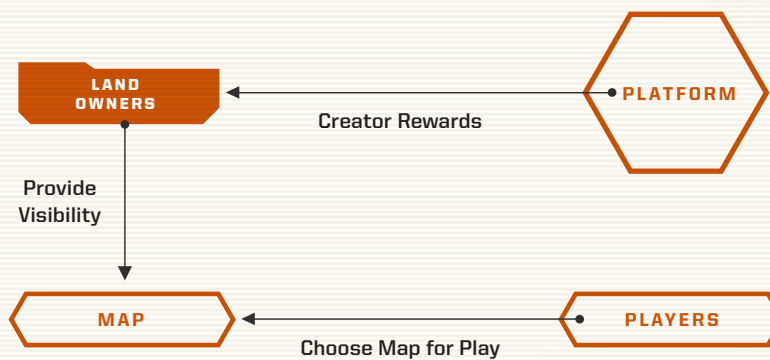 LAND
OWNERS
PLATFORM
Creator Rewards
Provide
Visibility
MAP
PLAYERS
Choose Map for Play